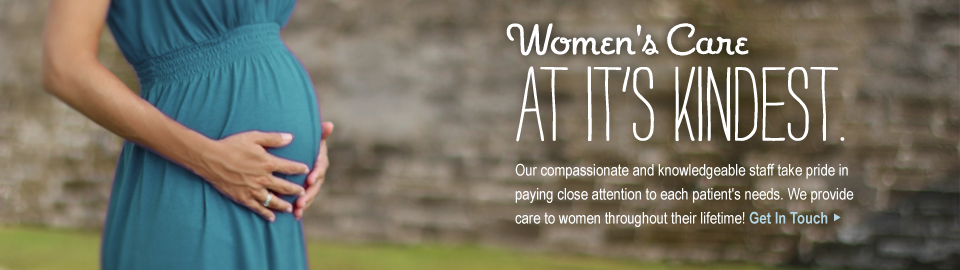 Women's Care
AT IT'S KINDEST.
Our compassionate and knowledgeable staff take pride in
paying close attention to each patient's needs. We provide
care to women throughout their lifetime! Get In Touch